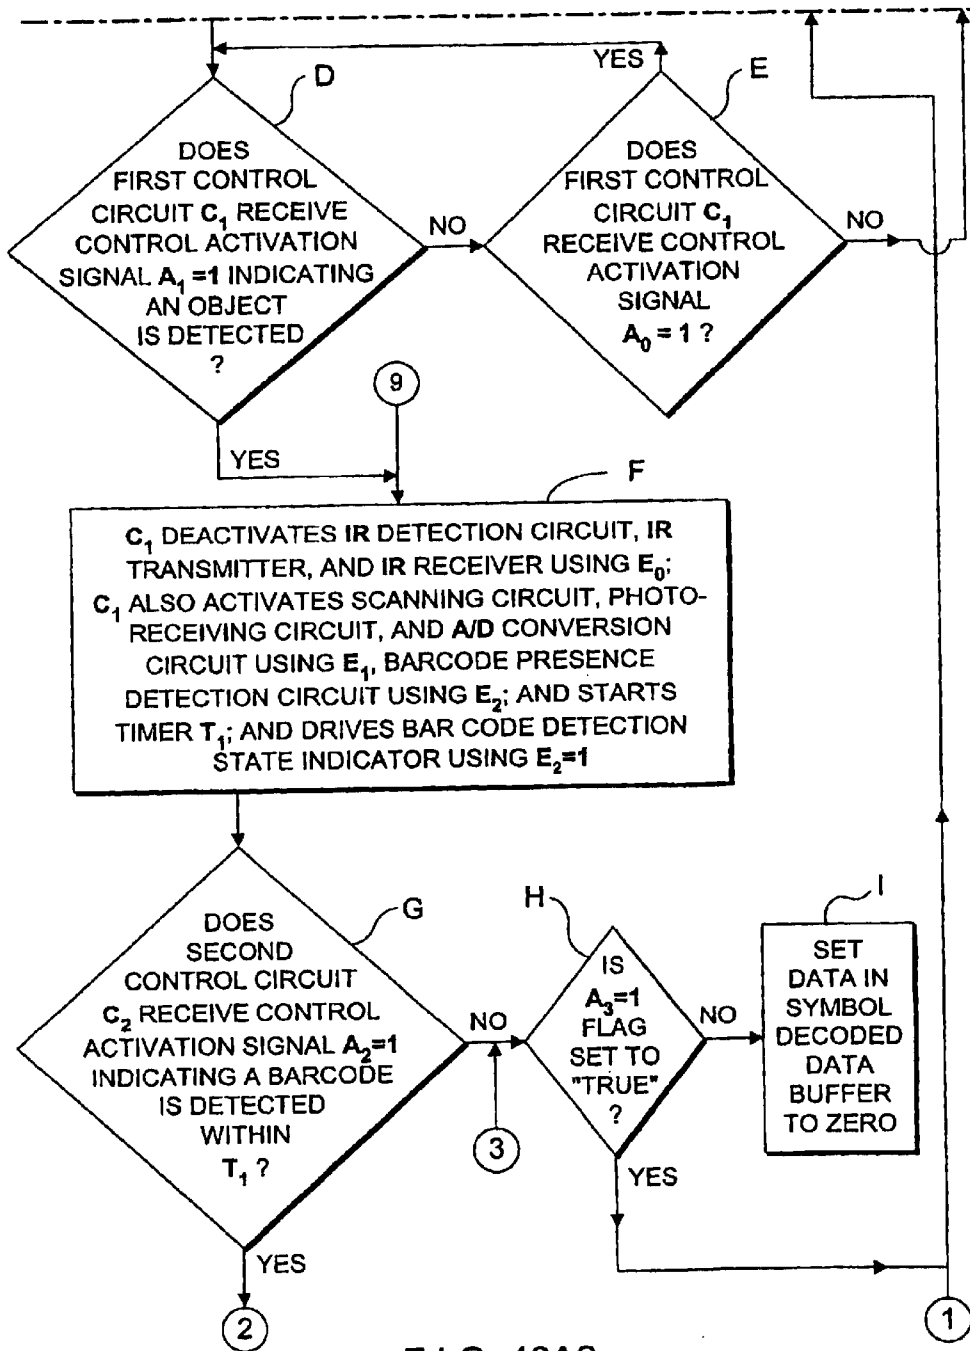 YES
D
E
DOES
FIRST CONTROL
CIRCUIT C1 RECEIVE
CONTROL ACTIVATION
SIGNAL A1 =1 INDICATING
AN OBJECT
IS DETECTED
?
NO
DOES
FIRST CONTROL
CIRCUIT C1
RECEIVE CONTROL
ACTIVATION
SIGNAL
A0 = 1 ?
NO
9
YES
F
C1 DEACTIVATES IR DETECTION CIRCUIT, IR
TRANSMITTER, AND IR RECEIVER USING E0;
C1 ALSO ACTIVATES SCANNING CIRCUIT, PHOTO-
RECEIVING CIRCUIT, AND A/D CONVERSION
CIRCUIT USING E1, BARCODE PRESENCE
DETECTION CIRCUIT USING E2; AND STARTS
TIMER T1; AND DRIVES BAR CODE DETECTION
STATE INDICATOR USING E2=1
G
DOES
SECOND
CONTROL CIRCUIT
C2 RECEIVE CONTROL
ACTIVATION SIGNAL A2=1
INDICATING A BARCODE
IS DETECTED
WITHIN
T1 ?
NO
3
H
IS
A3=1
FLAG
SET TO
"TRUE"
?
NO
I
SET
DATA IN
SYMBOL
DECODED
DATA
BUFFER
TO ZERO
YES
YES
2
1